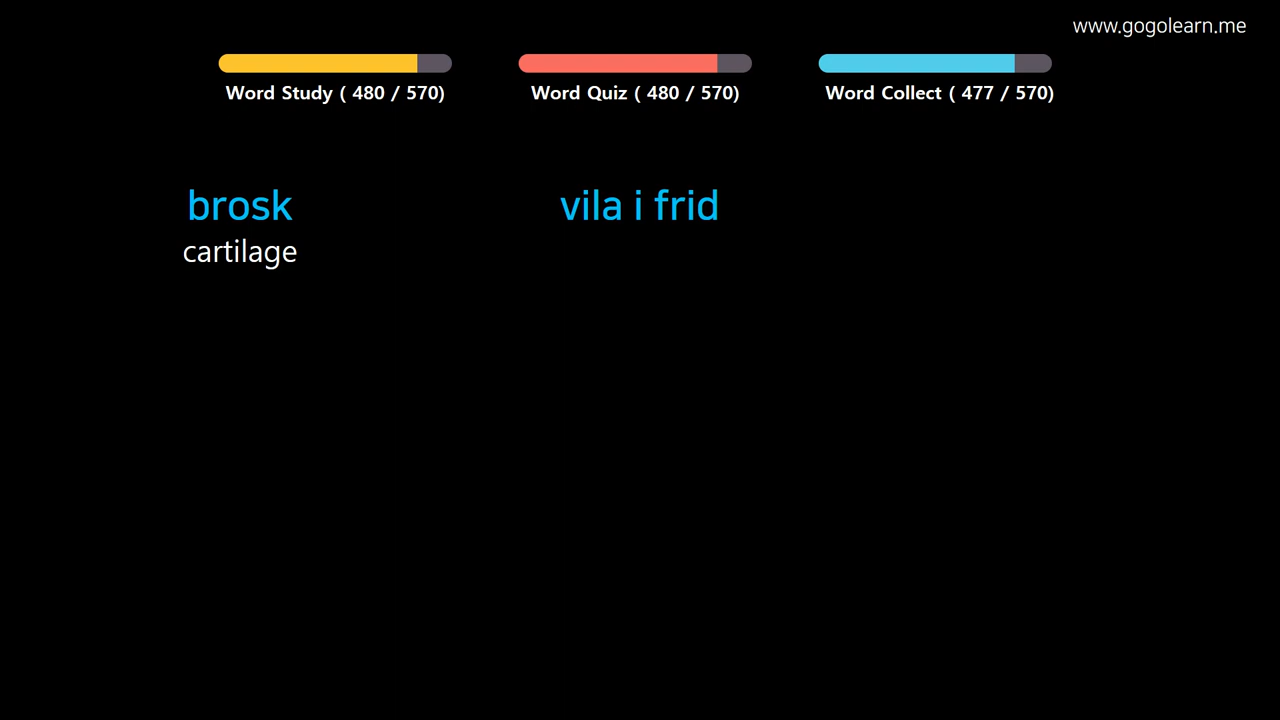 www.gogolearn.me
Word Study ( 480 / 570)
Word Quiz ( 480 / 570)
Word Collect ( 477 / 570)
brosk
cartilage
vila i frid